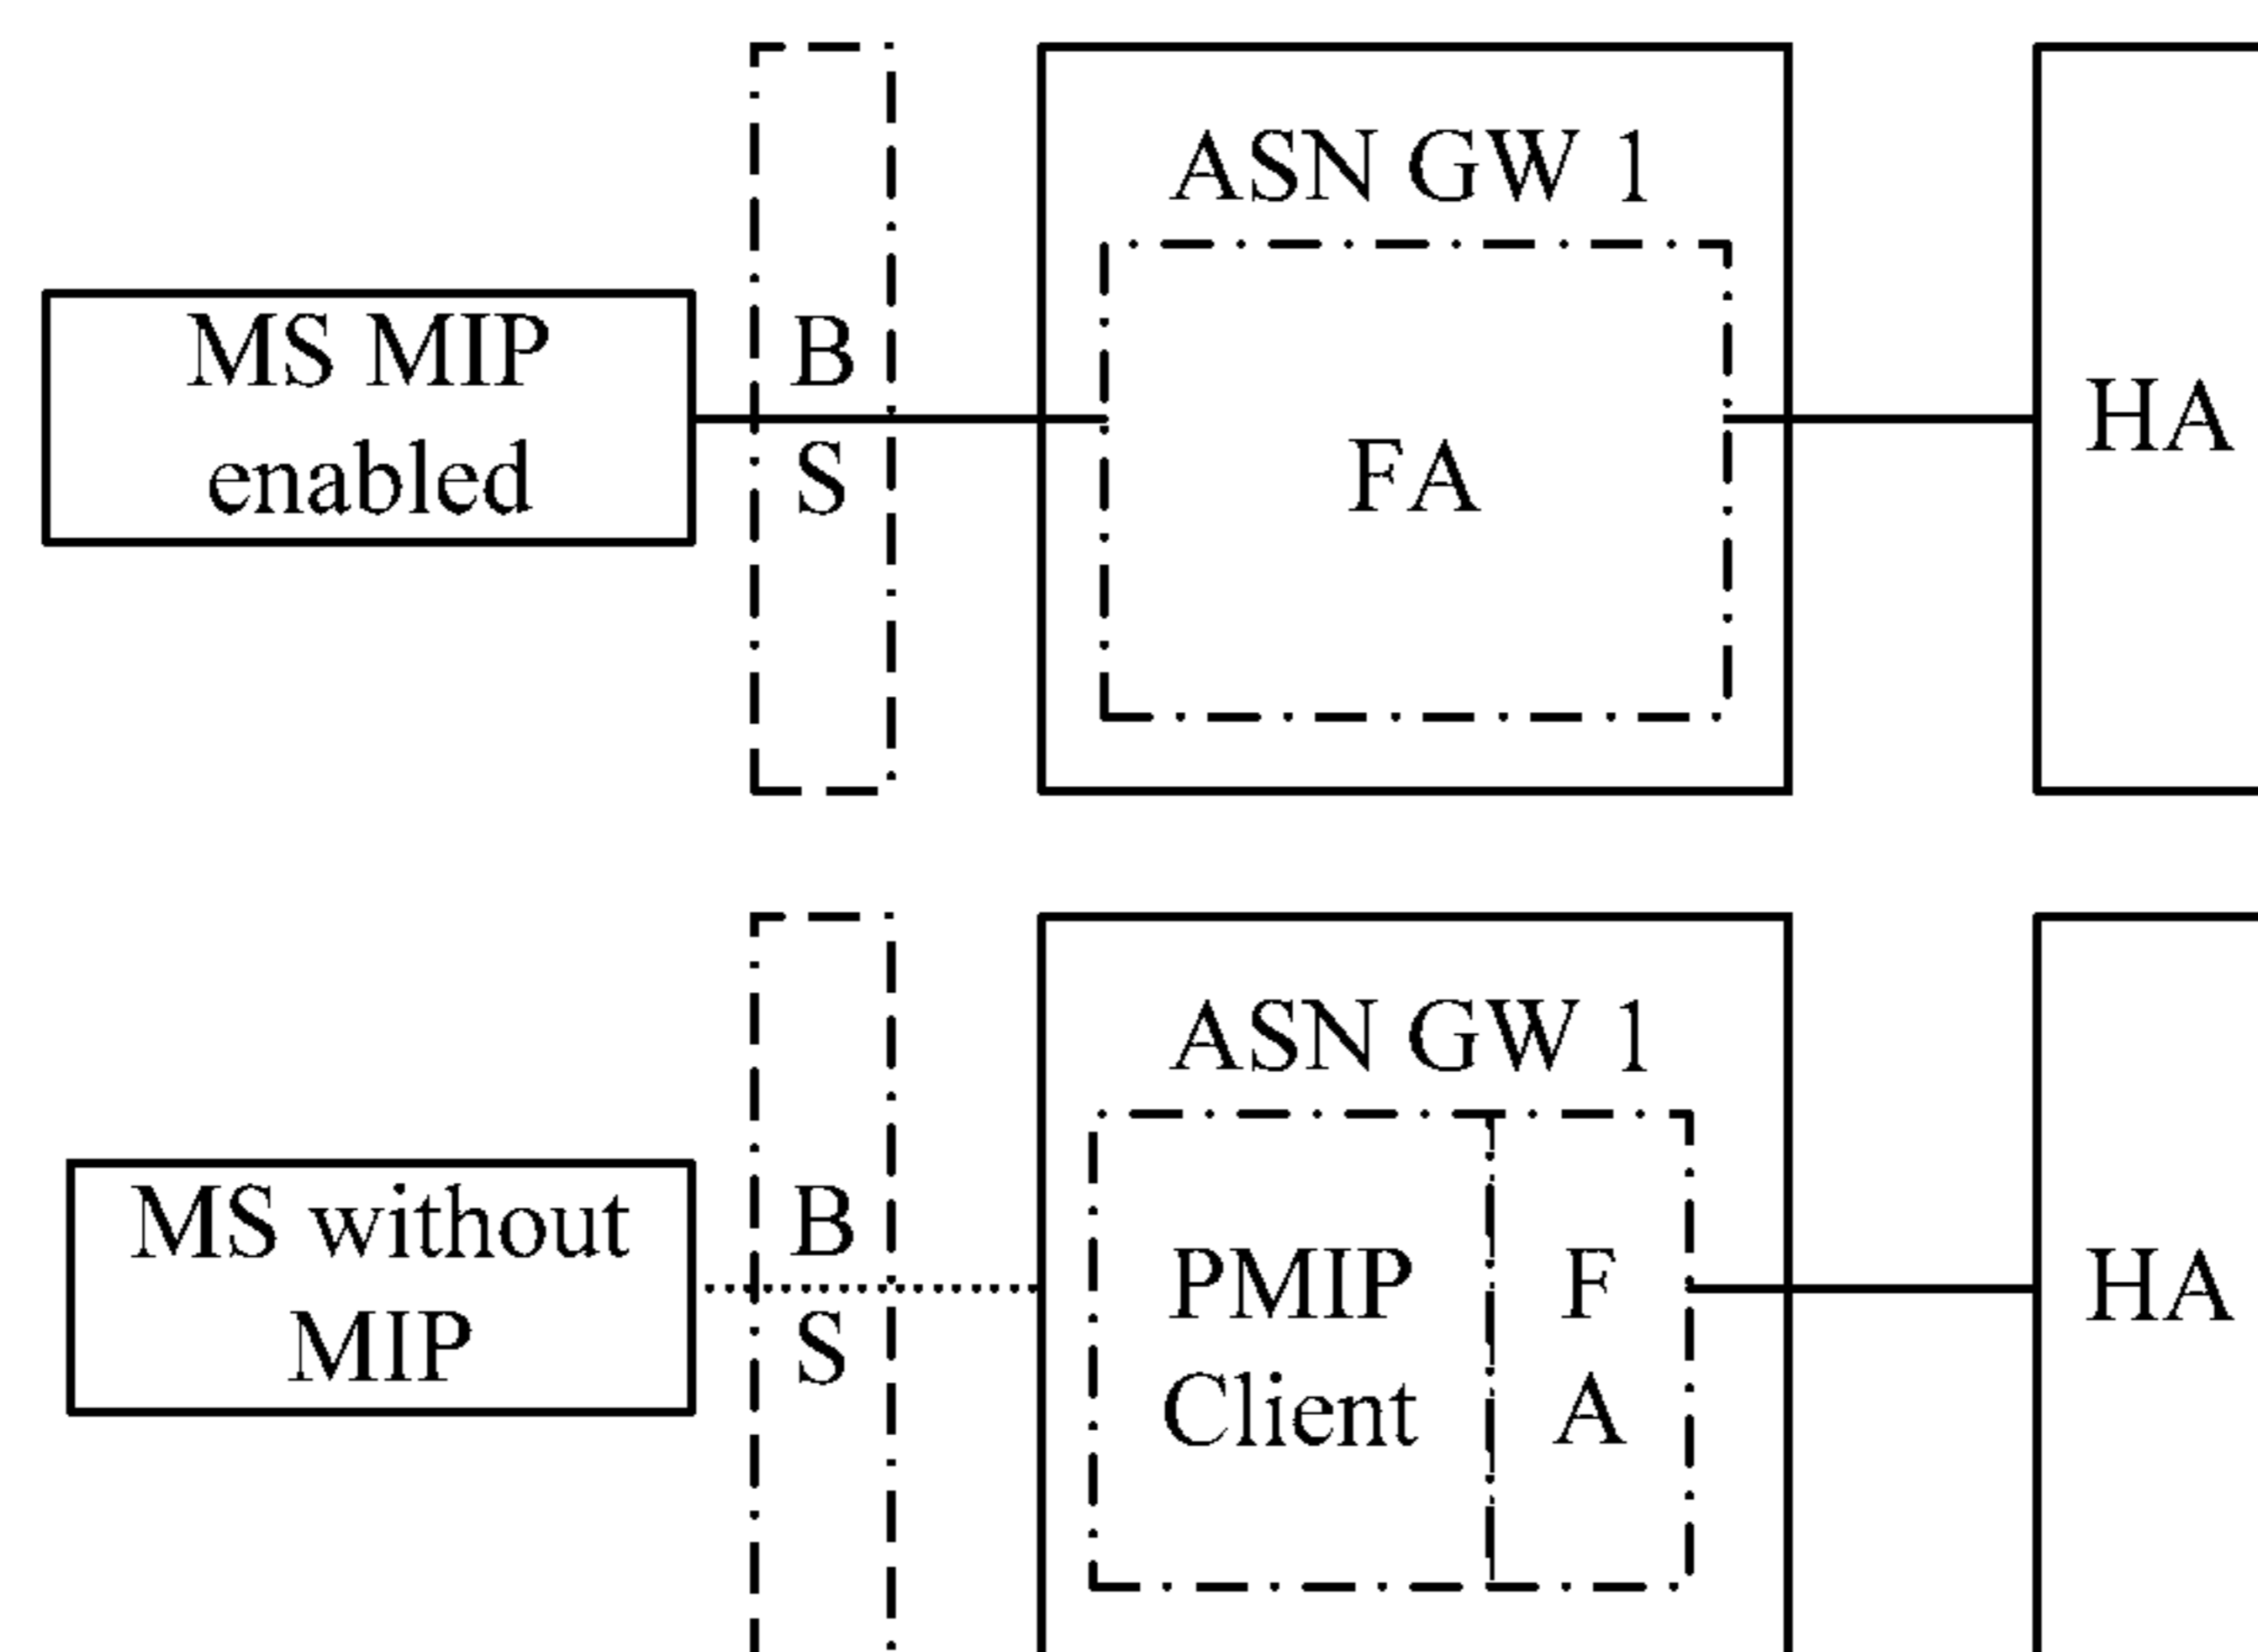 ASN GW 1
MS MIP
enabled
B
S
FA
HA
ASN GW 1
MS without
MIP
B
S
PMIP
Client
F
A
HA